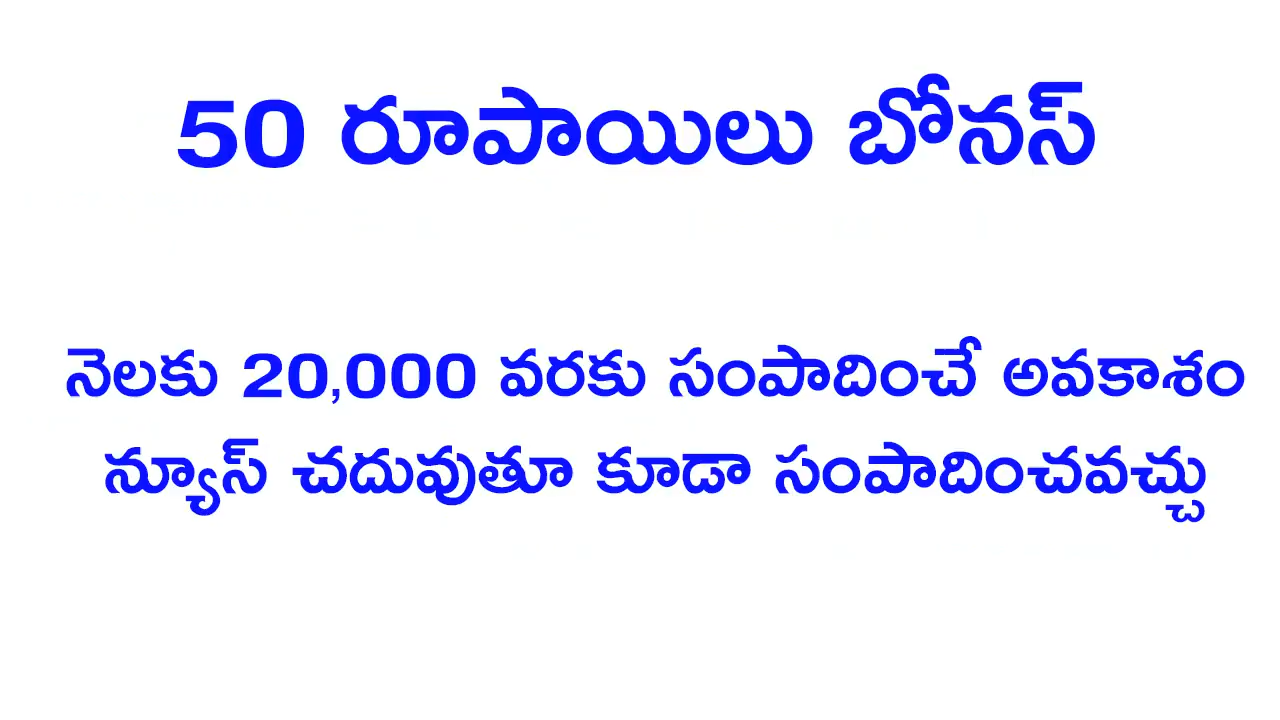 50 రూపాయిలు బోనస్
నెలకు 20,000 వరకు సంపాదించే అవకాశం
న్యూస్ చదువుతూ కూడా సంపాదించవచ్చు